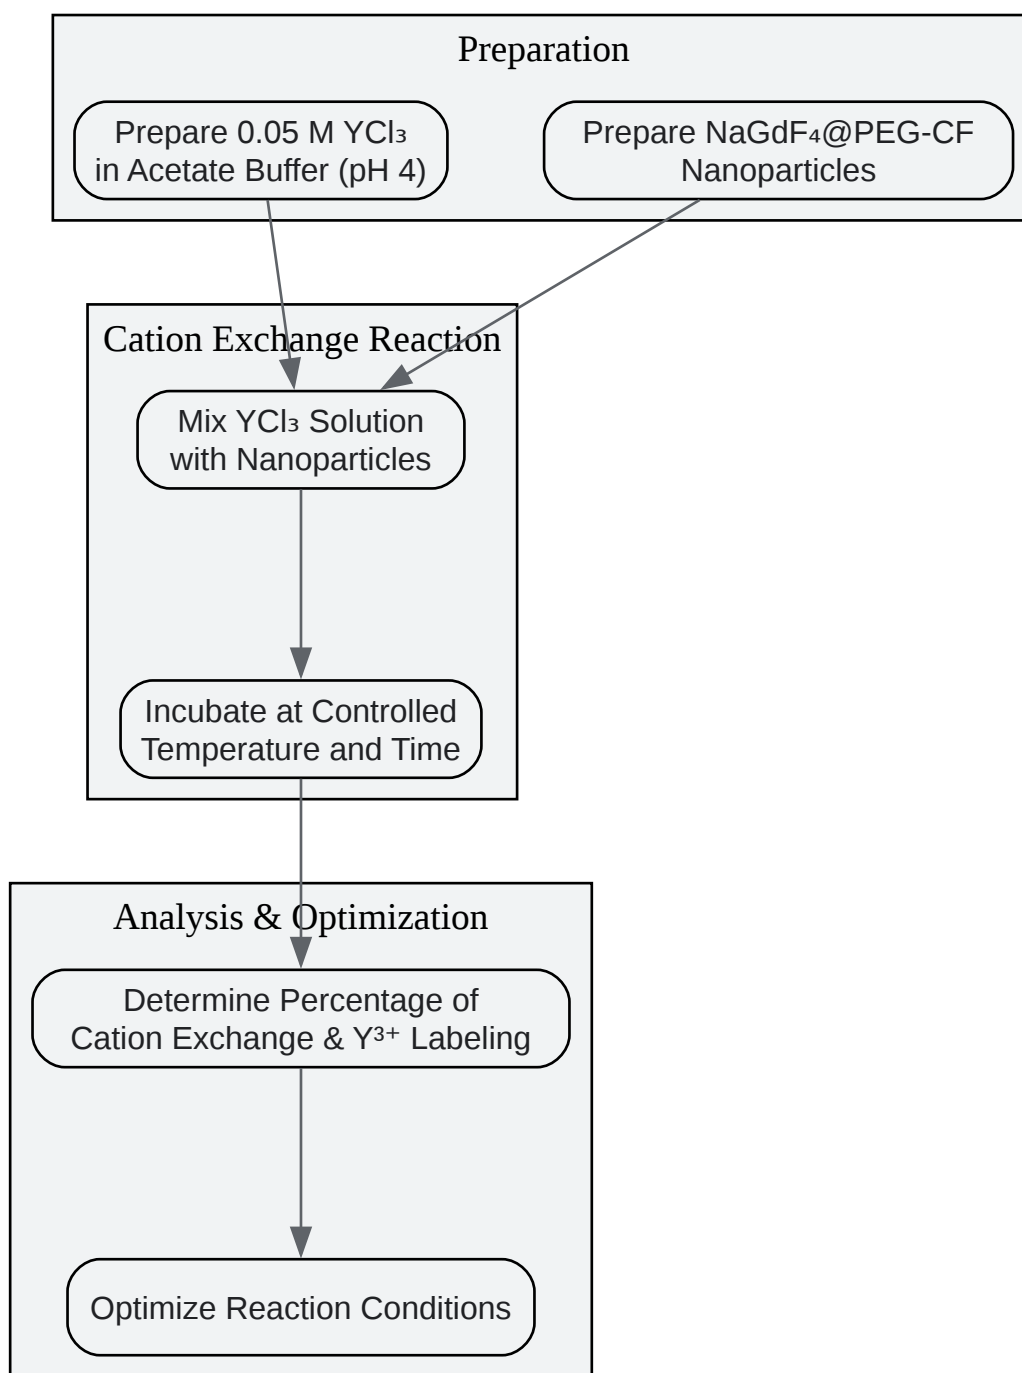 Preparation
Prepare 0.05 M YCl₃
in Acetate Buffer (pH 4)
Prepare NaGdF₄@PEG-CF
Nanoparticles
Cation Exchange Reaction
Mix YCl₃ Solution
with Nanoparticles
Incubate at Controlled
Temperature and Time
Analysis & Optimization
Determine Percentage of
Cation Exchange & Y³⁺ Labeling
Optimize Reaction Conditions